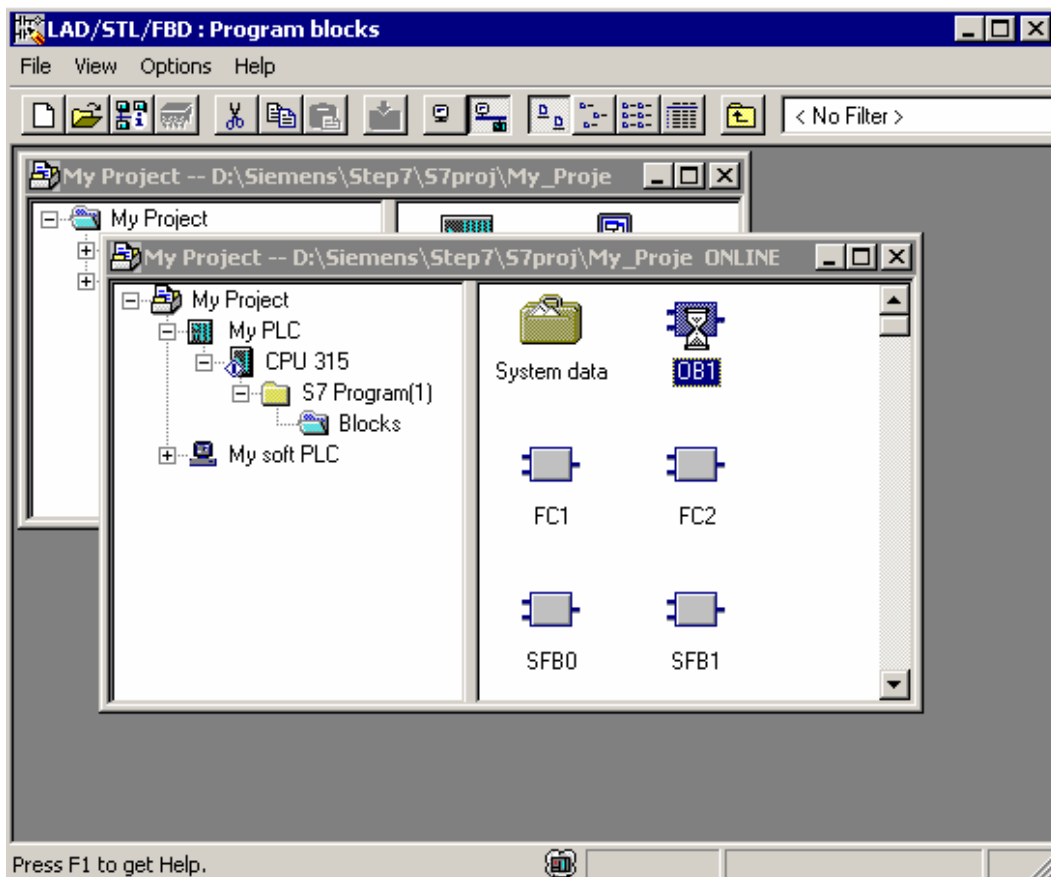 LAD/STL/FBD : Program blocks
File View Options Help
< No Filter >
My Project -- D:\Siemens\Step7\S7proj\My_Proje
My Project
My Project -- D:\Siemens\Step7\S7proj\My_Proje ONLINE
My Project
My PLC
CPU 315
S7 Program(1)
Blocks
My soft PLC
System data
OB1
FC1
FC2
SFB0
SFB1
Press F1 to get Help.